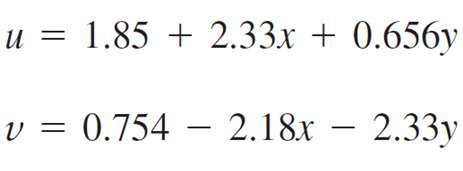 u = 1.85 + 2.33x + 0.656y
υ = 0.754 − 2.18x − 2.33y